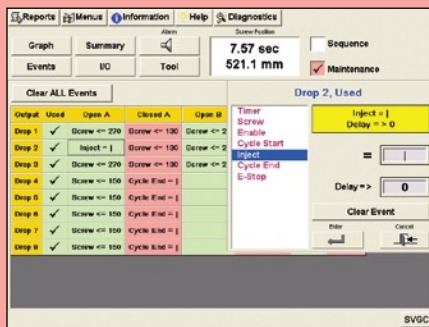 Reports Menus Information Help Diagnostics
Graph Summary Alarm Screw Position Sequence
7.57 sec
521.1 mm
Events I/O Tool Maintenance
Clear ALL Events
Drop 2, Used
Output Used Open A Closed A Open B
Drop 1 Screw <= 270 Screw <= 130 Screw <= 2
Drop 2 Inject = | Screw <= 130 Screw <= 2
Drop 3 Screw <= 270 Screw <= 130 Screw <= 2
Drop 4 Screw <= 150 Cycle End = |
Drop 5 Screw <= 150 Cycle End = |
Drop 6 Screw <= 150 Cycle End = |
Drop 7 Screw <= 150 Cycle End = |
Drop 8 Screw <= 150 Cycle End = |
Timer
Screw
Enable
Cycle Start
Inject
Cycle End
E-Stop
Inject = |
Delay = > 0
= |
Delay => 0
Clear Event
Enter Cancel
SVGC